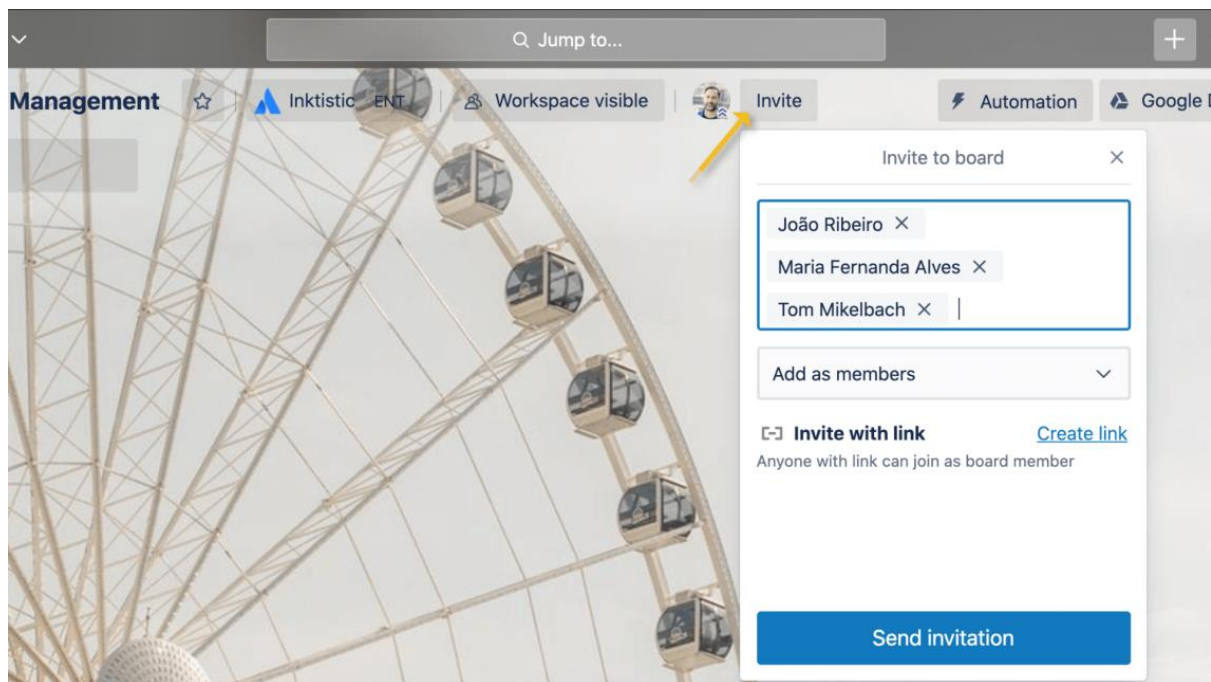 Jump to...
Management Inktistic ENT Workspace visible Invite Automation Google
Invite to board
João Ribeiro
Maria Fernanda Alves
Tom Mikelbach
Add as members
Invite with link Create link
Anyone with link can join as board member
Send invitation